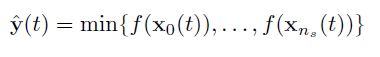 ŷ(t) = min{f(x₀(t)), . . . , f(xₙₛ(t))}